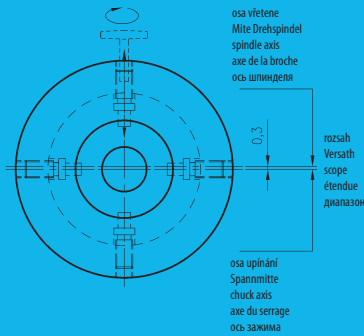 osa vřetene
Mite Drehspindel
spindle axis
axe de la broche
ось шпинделя
0,3
rozsah
Versath
scope
étendue
диапазон
osa upínání
Spannmitte
chuck axis
axe du serrage
ось зажима